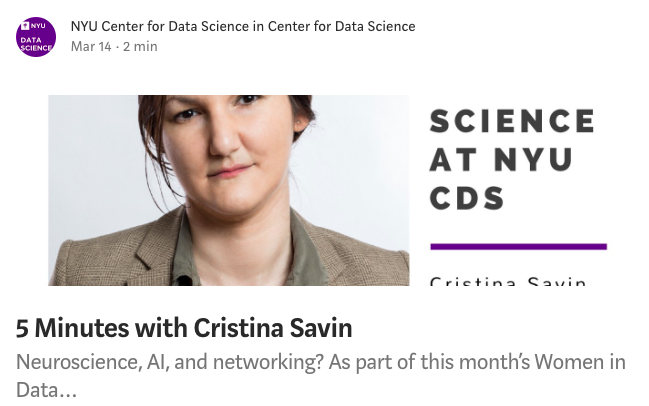 NYU
DATA
SCIENCE
NYU Center for Data Science in Center for Data Science
Mar 14 · 2 min
SCIENCE
AT NYU
CDS
Cristina Savin
5 Minutes with Cristina Savin
Neuroscience, AI, and networking? As part of this month’s Women in
Data…